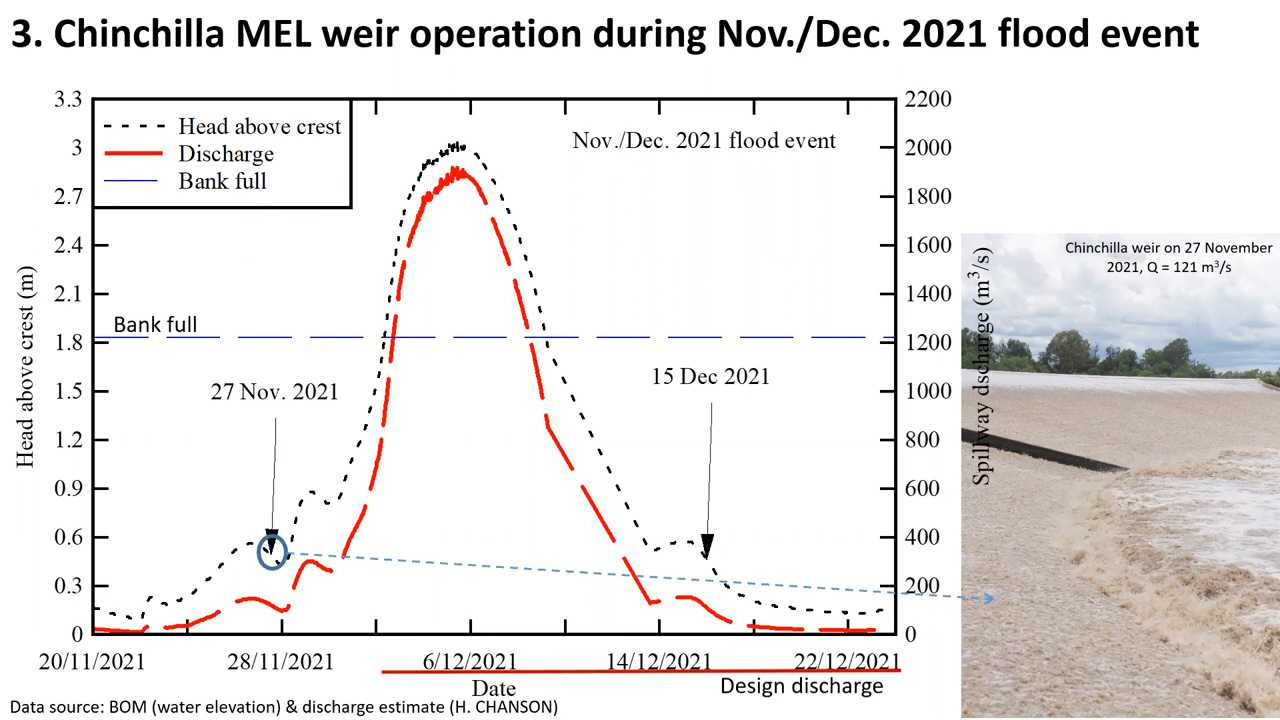 3. Chinchilla MEL weir operation during Nov./Dec. 2021 flood event
3.3
3
2.7
2.4
2.1
1.8
1.5
1.2
0.9
0.6
0.3
0
Head above crest (m)
Head above crest
Discharge
Bank full
Nov./Dec. 2021 flood event
Bank full
27 Nov. 2021
15 Dec 2021
2200
2000
1800
1600
1400
1200
1000
800
600
400
200
0
Spillway dscharge (m³/s)
Chinchilla weir on 27 November
2021, Q = 121 m³/s
20/11/2021 28/11/2021 6/12/2021 14/12/2021 22/12/2021
Date
Design discharge
Data source: BOM (water elevation) & discharge estimate (H. CHANSON)